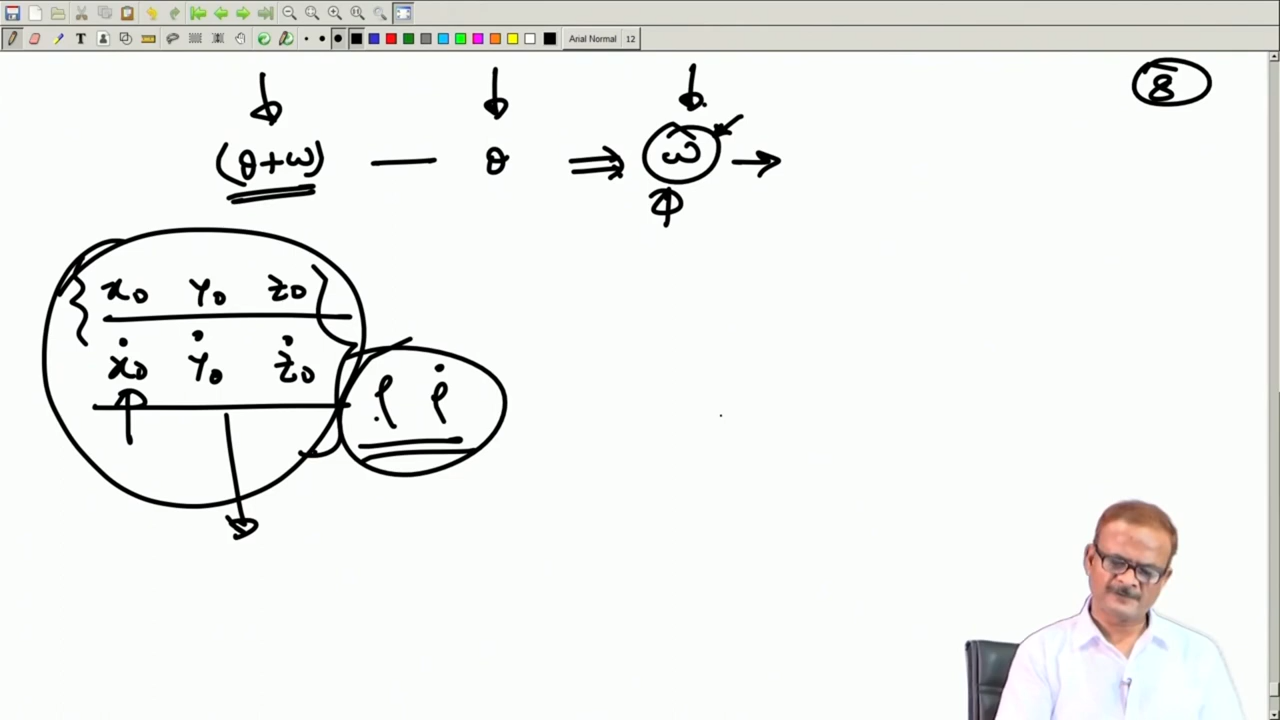 Arial Normal 12
8
(θ+ω) — θ ⇒ ω →
x₀ y₀ z₀
ẋ₀ ẏ₀ ż₀
ρ ρ̇